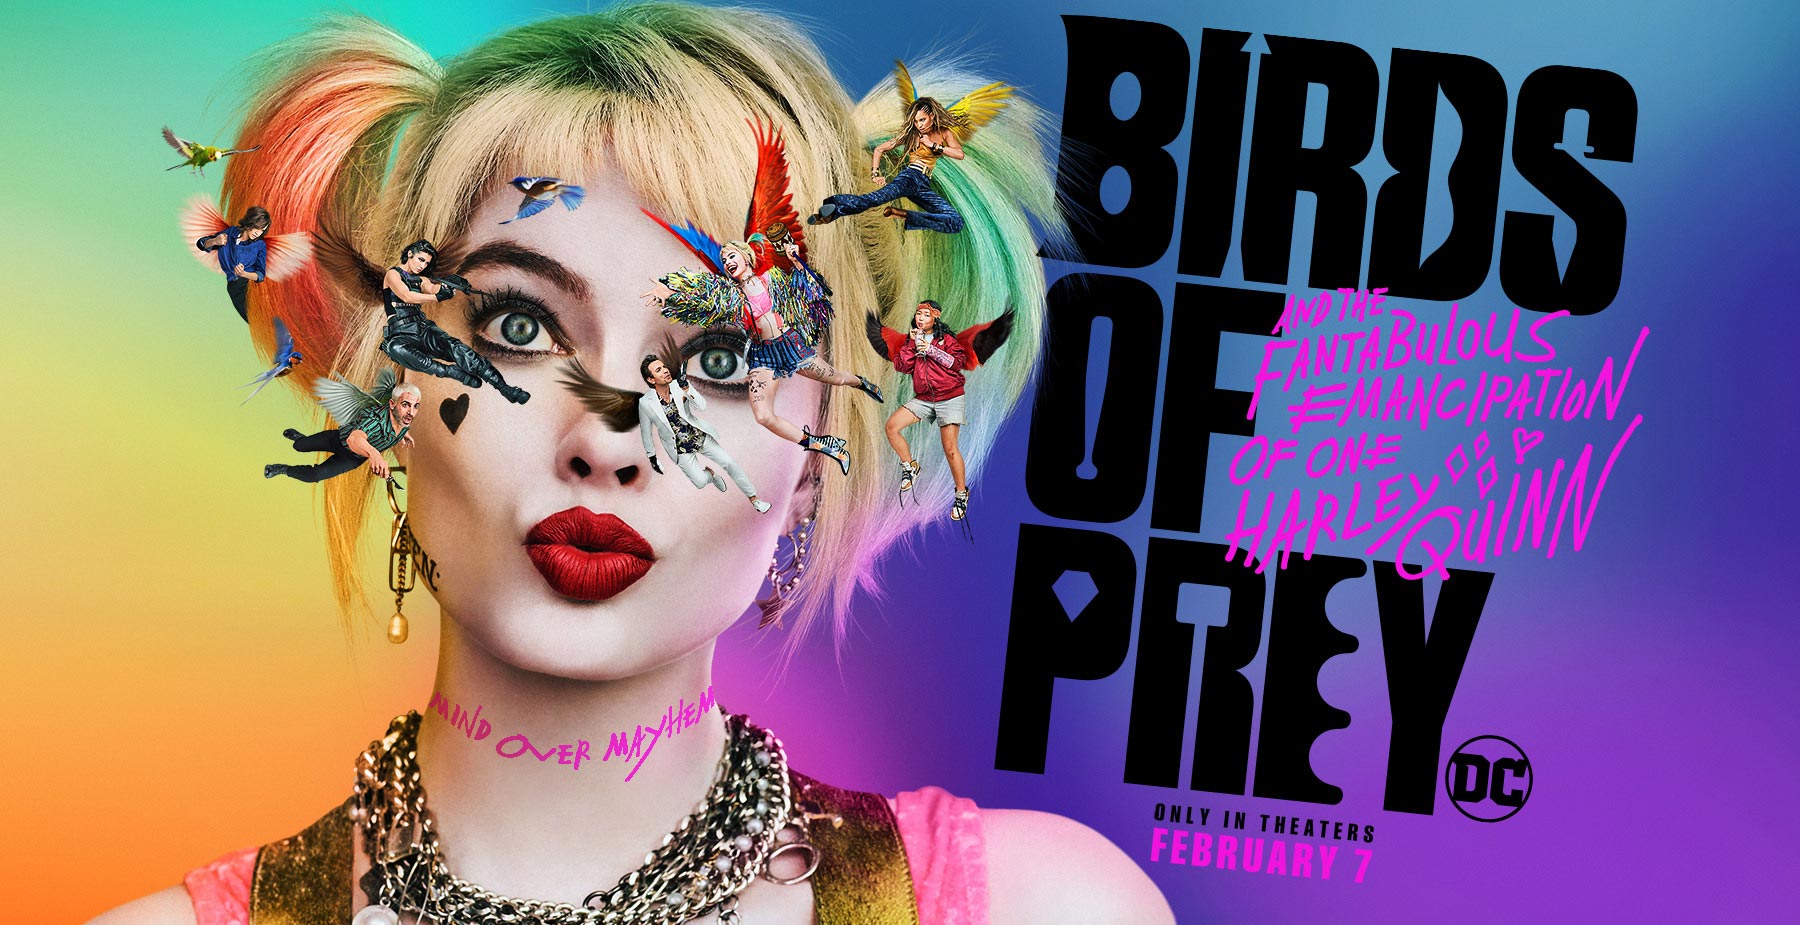 BIRDS
OF
PREY
AND THE
FANTABULOUS
EMANCIPATION
OF ONE
HARLEY
QUINN
MIND OVER MAYHEM
DC
ONLY IN THEATERS
FEBRUARY 7